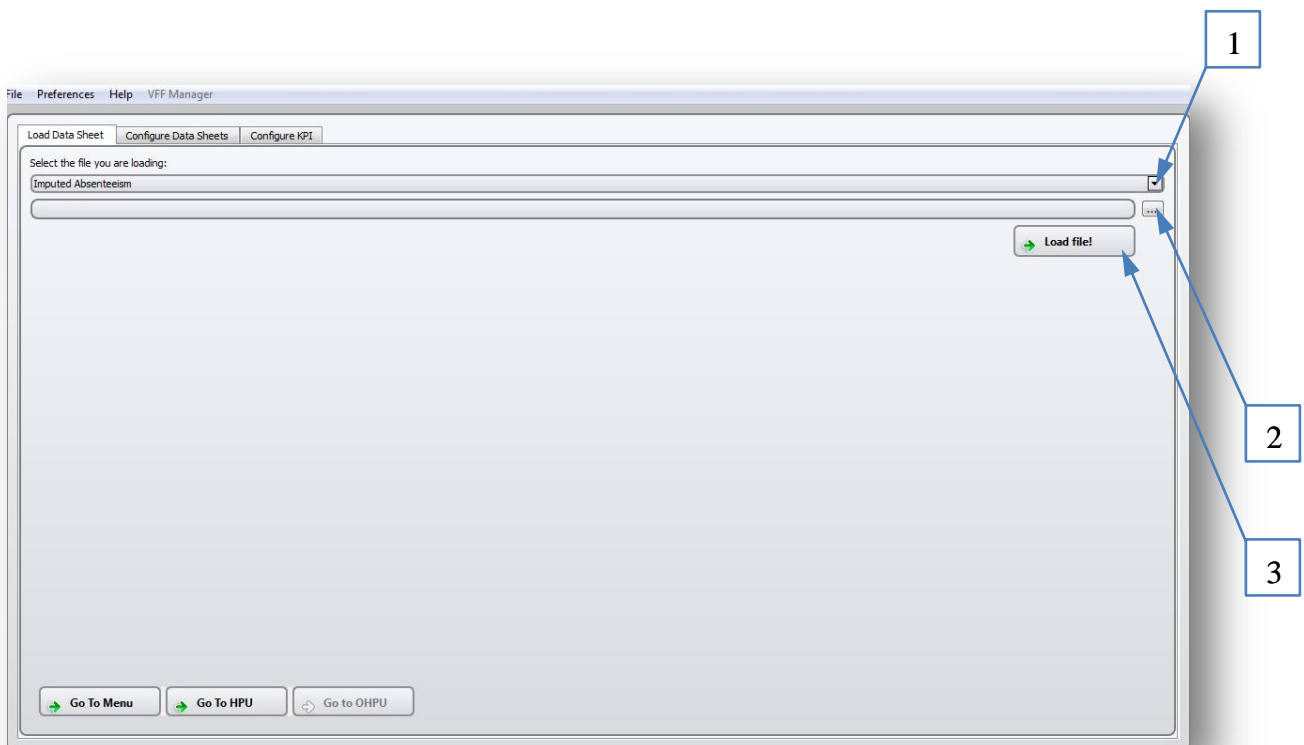 1
File Preferences Help VFF Manager
Load Data Sheet Configure Data Sheets Configure KPI
Select the file you are loading:
Imputed Absenteeism
...
Load file!
2
3
Go To Menu Go To HPU Go to OHPU